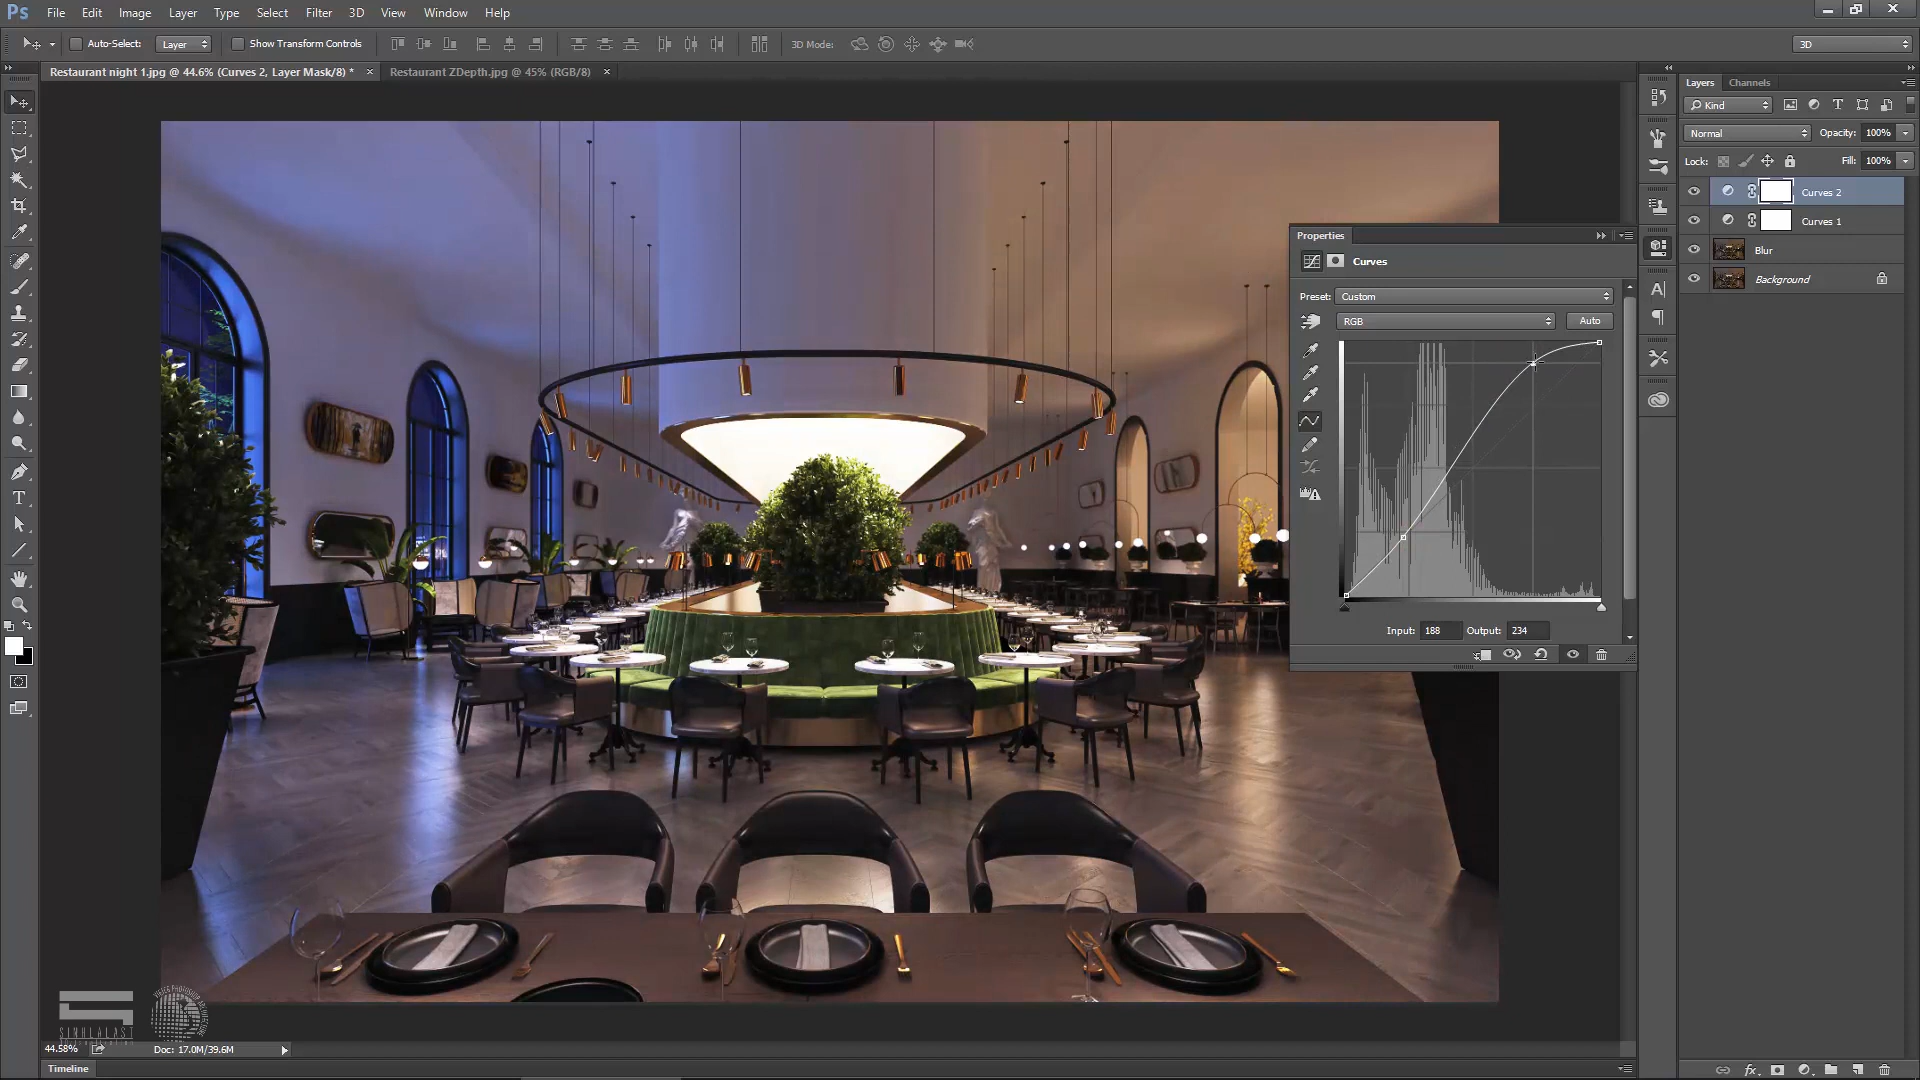 Ps File Edit Image Layer Type Select Filter 3D View Window Help
Auto-Select: Layer Show Transform Controls 3D Mode: 3D
Restaurant night 1.jpg @ 44.6% (Curves 2, Layer Mask/8) * × Restaurant ZDepth.jpg @ 45% (RGB/8) ×
Layers Channels
Kind
Normal Opacity: 100%
Lock: Fill: 100%
Curves 2
Curves 1
Blur
Background
Properties
Curves
Preset: Custom
RGB Auto
Input: 188 Output: 234
SINHLALAST
44.58% Doc: 17.0M/39.6M
Timeline